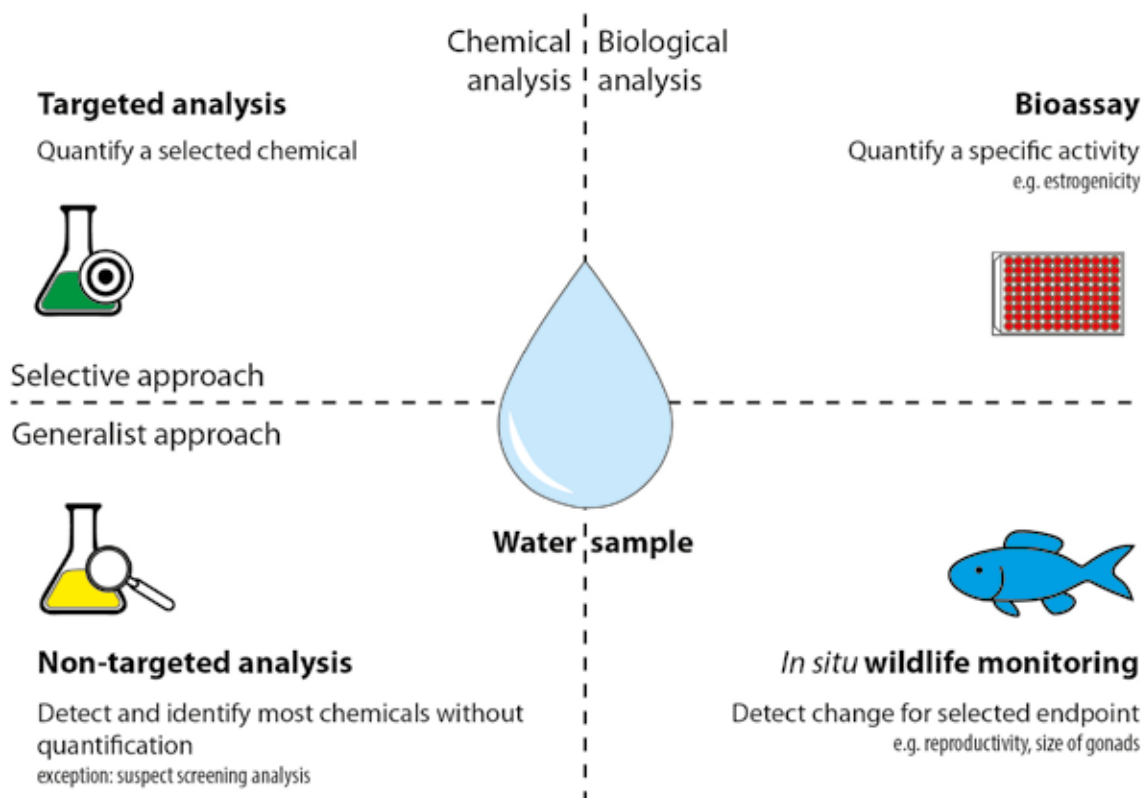 Chemical analysis
Biological analysis
Targeted analysis
Quantify a selected chemical
Bioassay
Quantify a specific activity
e.g. estrogenicity
Selective approach
Generalist approach
Water sample
Non-targeted analysis
Detect and identify most chemicals without
quantification
exception: suspect screening analysis
In situ wildlife monitoring
Detect change for selected endpoint
e.g. reproductivity, size of gonads